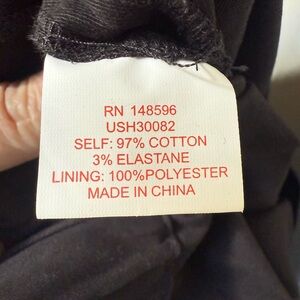 RN 148596
USH30082
SELF: 97% COTTON
3% ELASTANE
LINING: 100%POLYESTER
MADE IN CHINA